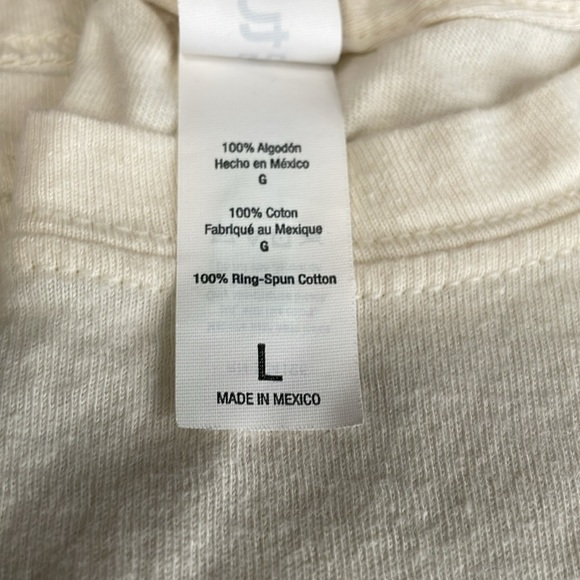 100% Algodón
Hecho en México
G
100% Coton
Fabriqué au Mexique
G
100% Ring-Spun Cotton
L
MADE IN MEXICO